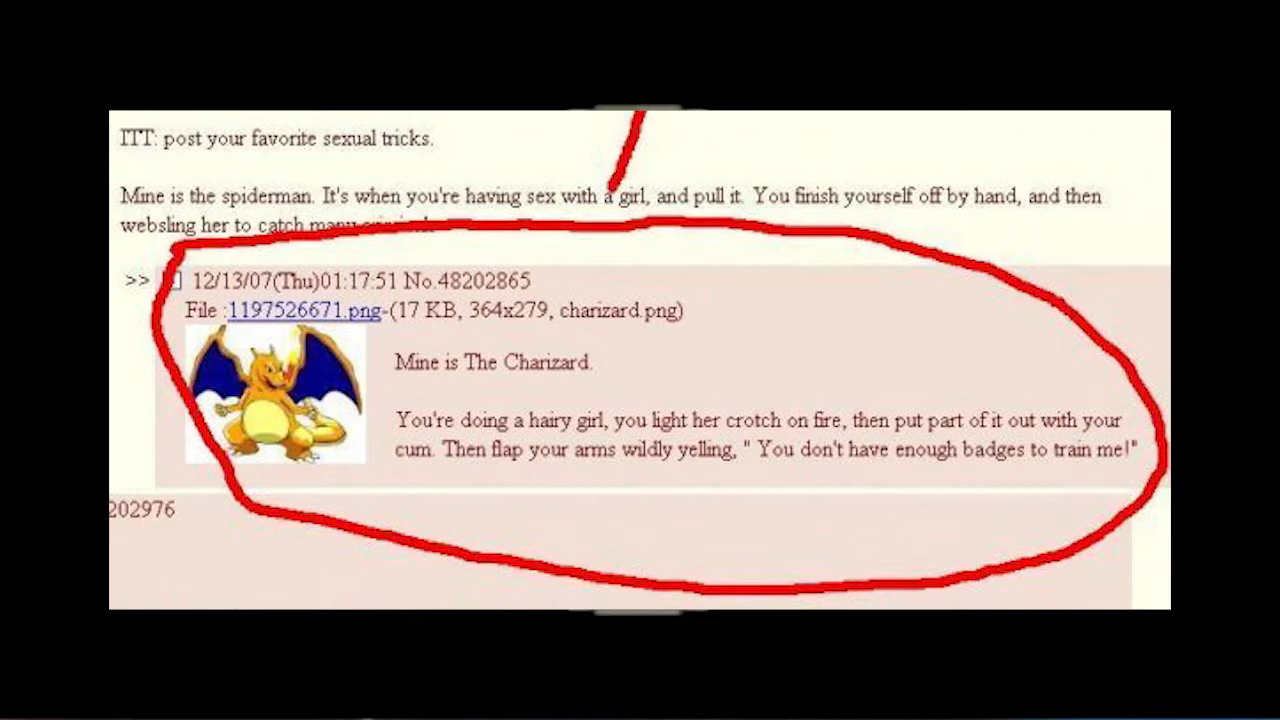 ITT: post your favorite sexual tricks.
Mine is the spiderman. It's when you're having sex with a girl, and pull it. You finish yourself off by hand, and then
websling her to catch many
>> 12/13/07(Thu)01:17:51 No.48202865
File :1197526671.png-(17 KB, 364x279, charizard.png)
Mine is The Charizard.
You're doing a hairy girl, you light her crotch on fire, then put part of it out with your
cum. Then flap your arms wildly yelling, " You don't have enough badges to train me!"
202976